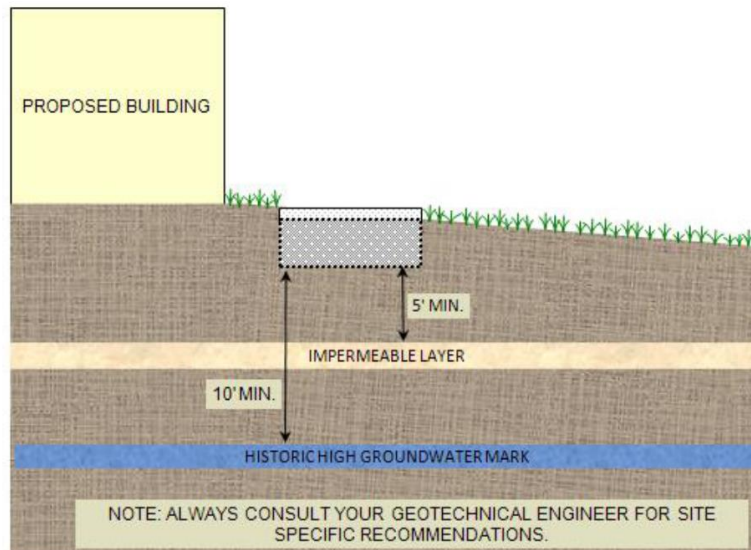 PROPOSED BUILDING
5' MIN.
IMPERMEABLE LAYER
10' MIN.
HISTORIC HIGH GROUNDWATER MARK
NOTE: ALWAYS CONSULT YOUR GEOTECHNICAL ENGINEER FOR SITE
SPECIFIC RECOMMENDATIONS.